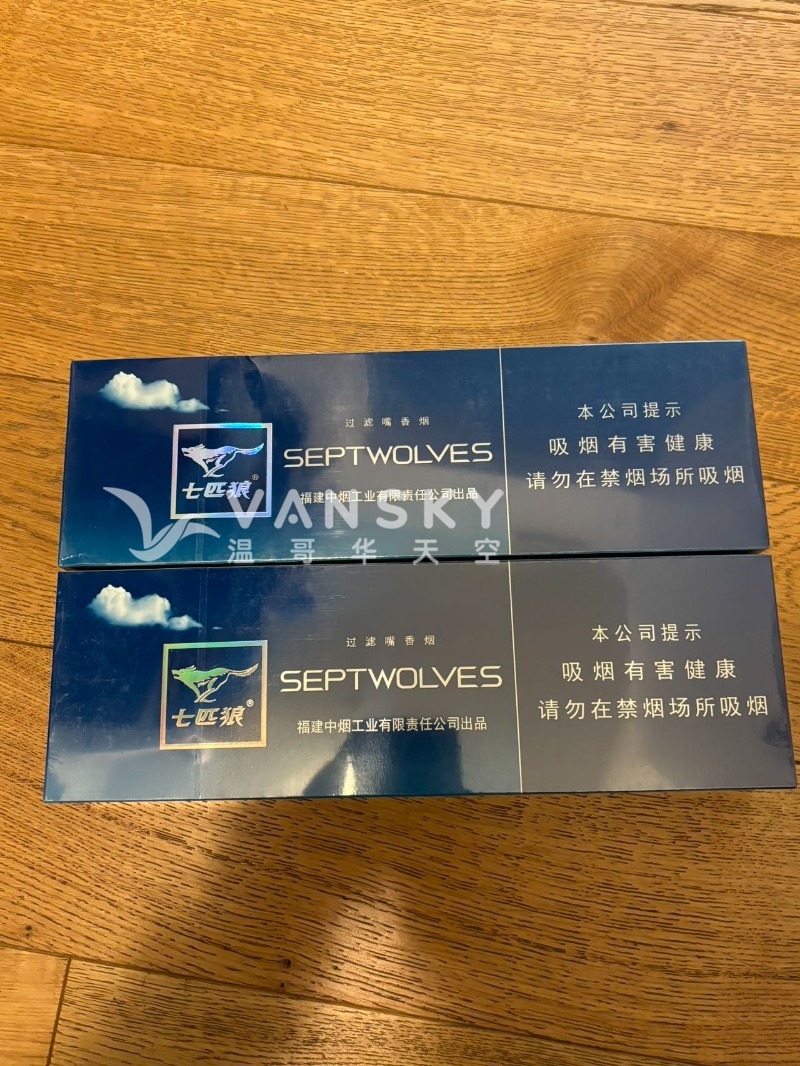 过滤嘴香烟
SEPTWOLVES
七匹狼®
福建中烟工业有限责任公司出品
本公司提示
吸烟有害健康
请勿在禁烟场所吸烟
VANSKY
温哥华天空
过滤嘴香烟
SEPTWOLVES
七匹狼®
福建中烟工业有限责任公司出品
本公司提示
吸烟有害健康
请勿在禁烟场所吸烟